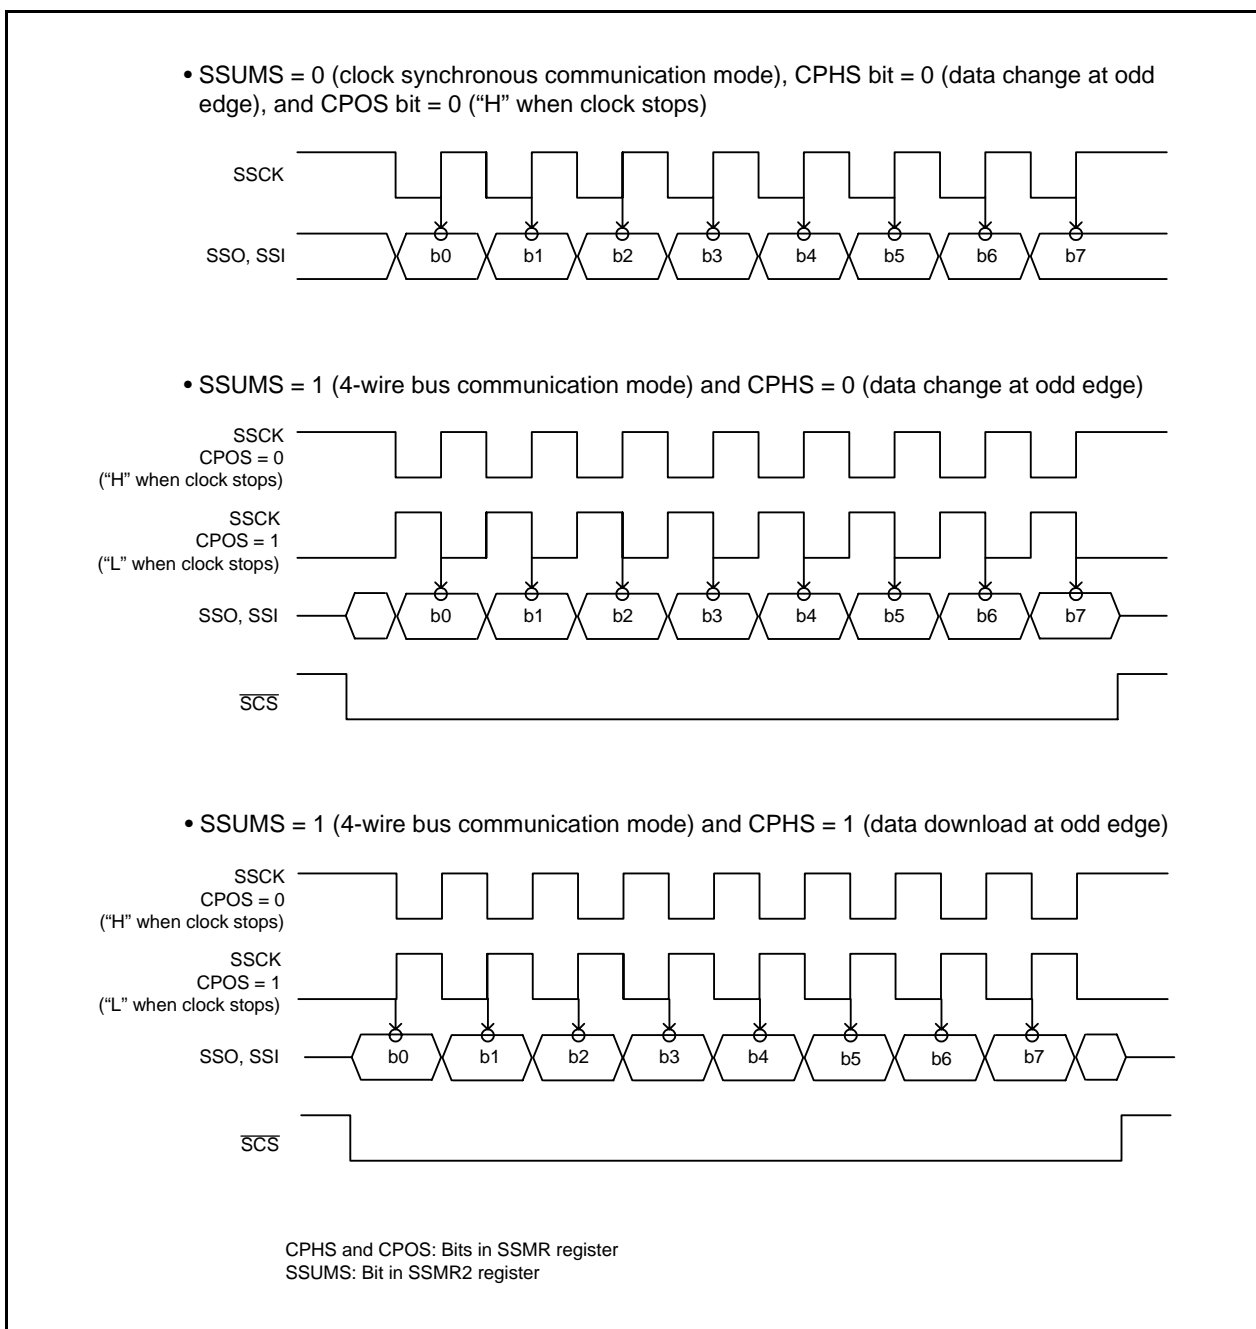 • SSUMS = 0 (clock synchronous communication mode), CPHS bit = 0 (data change at odd
edge), and CPOS bit = 0 (“H” when clock stops)
SSCK
SSO, SSI
b0 b1 b2 b3 b4 b5 b6 b7
• SSUMS = 1 (4-wire bus communication mode) and CPHS = 0 (data change at odd edge)
SSCK
CPOS = 0
(“H” when clock stops)
SSCK
CPOS = 1
(“L” when clock stops)
SSO, SSI
b0 b1 b2 b3 b4 b5 b6 b7
SCS
• SSUMS = 1 (4-wire bus communication mode) and CPHS = 1 (data download at odd edge)
SSCK
CPOS = 0
(“H” when clock stops)
SSCK
CPOS = 1
(“L” when clock stops)
SSO, SSI
b0 b1 b2 b3 b4 b5 b6 b7
SCS
CPHS and CPOS: Bits in SSMR register
SSUMS: Bit in SSMR2 register